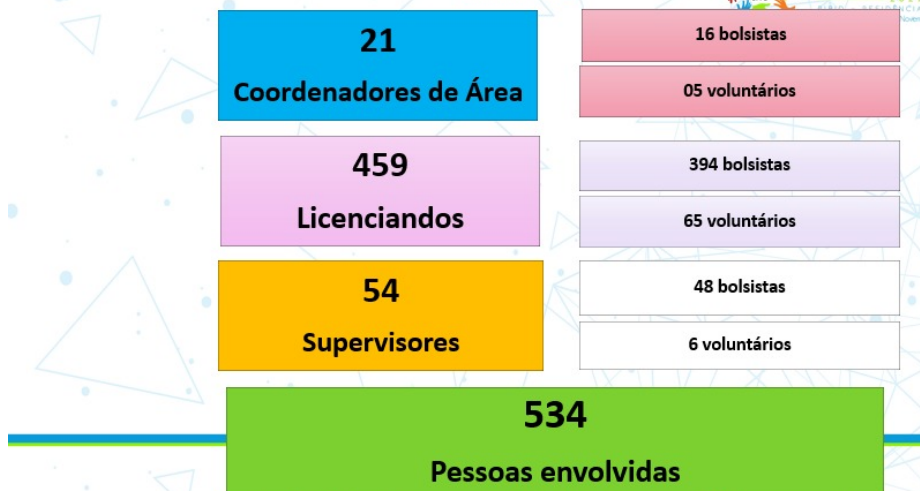 21
Coordenadores de Área
16 bolsistas
05 voluntários
459
Licenciandos
394 bolsistas
65 voluntários
54
Supervisores
48 bolsistas
6 voluntários
534
Pessoas envolvidas